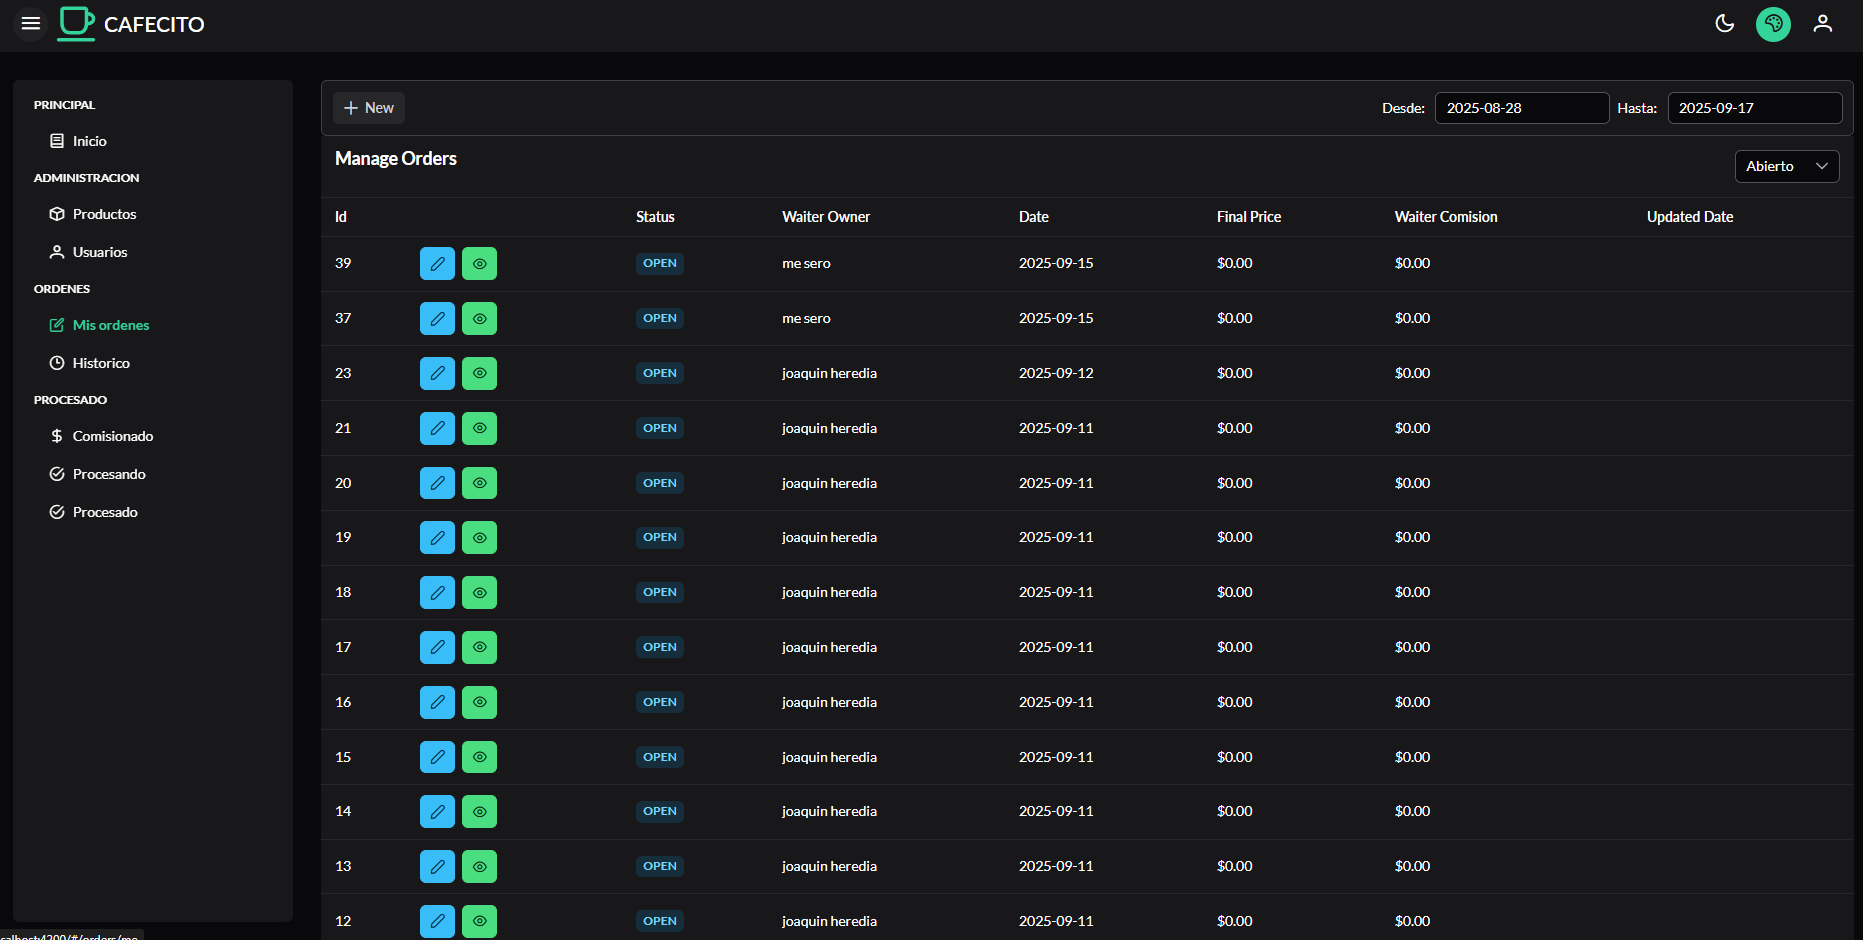 CAFECITO
PRINCIPAL
Inicio
ADMINISTRACION
Productos
Usuarios
ORDENES
Mis ordenes
Historico
PROCESADO
Comisionado
Procesando
Procesado
New
Desde: 2025-08-28 Hasta: 2025-09-17
Manage Orders
Abierto
Id Status Waiter Owner Date Final Price Waiter Comision Updated Date
39 OPEN me sero 2025-09-15 $0.00 $0.00
37 OPEN me sero 2025-09-15 $0.00 $0.00
23 OPEN joaquin heredia 2025-09-12 $0.00 $0.00
21 OPEN joaquin heredia 2025-09-11 $0.00 $0.00
20 OPEN joaquin heredia 2025-09-11 $0.00 $0.00
19 OPEN joaquin heredia 2025-09-11 $0.00 $0.00
18 OPEN joaquin heredia 2025-09-11 $0.00 $0.00
17 OPEN joaquin heredia 2025-09-11 $0.00 $0.00
16 OPEN joaquin heredia 2025-09-11 $0.00 $0.00
15 OPEN joaquin heredia 2025-09-11 $0.00 $0.00
14 OPEN joaquin heredia 2025-09-11 $0.00 $0.00
13 OPEN joaquin heredia 2025-09-11 $0.00 $0.00
12 OPEN joaquin heredia 2025-09-11 $0.00 $0.00
calhost:4200/#/orders/me